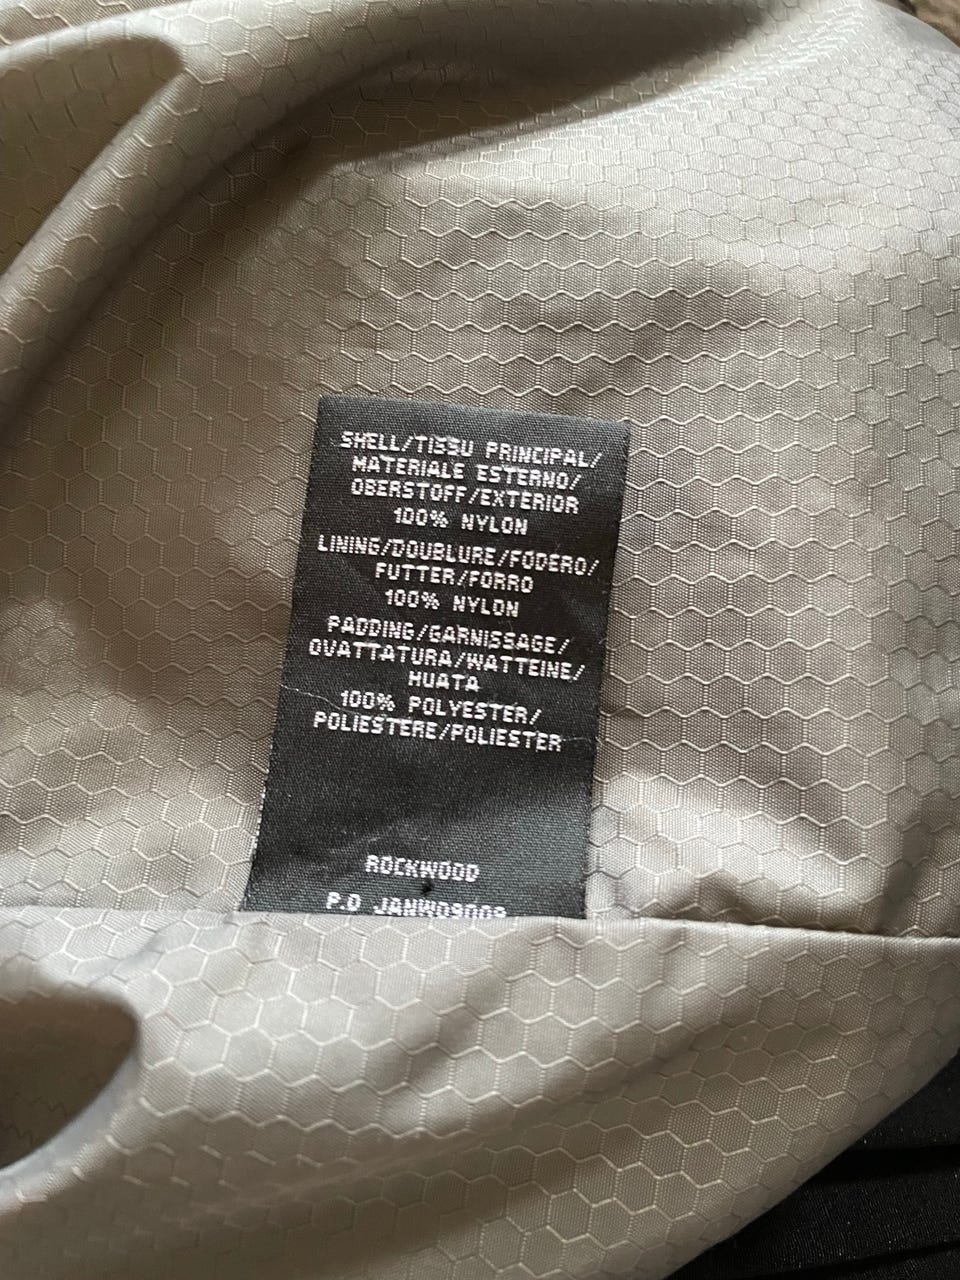 SHELL/TISSU PRINCIPAL/
MATERIALE ESTERNO/
OBERSTOFF/EXTERIOR
100% NYLON
LINING/DOUBLURE/FODERO/
FUTTER/FORRO
100% NYLON
PADDING/GARNISSAGE/
OVATTATURA/WATTEINE/
HUATA
100% POLYESTER/
POLIESTERE/POLIESTER
ROCKWOOD
P.O